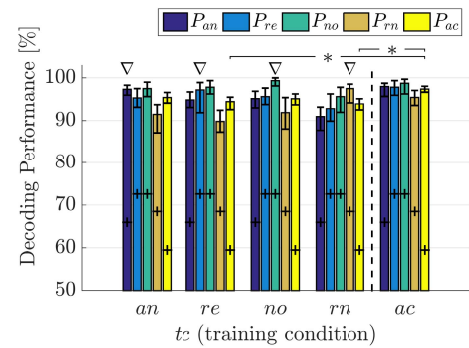 P_an P_re P_no P_rn P_ac
* *
▽ ▽ ▽ ▽
Decoding Performance [%]
100
90
80
70
60
50
an re no rn ac
tc (training condition)